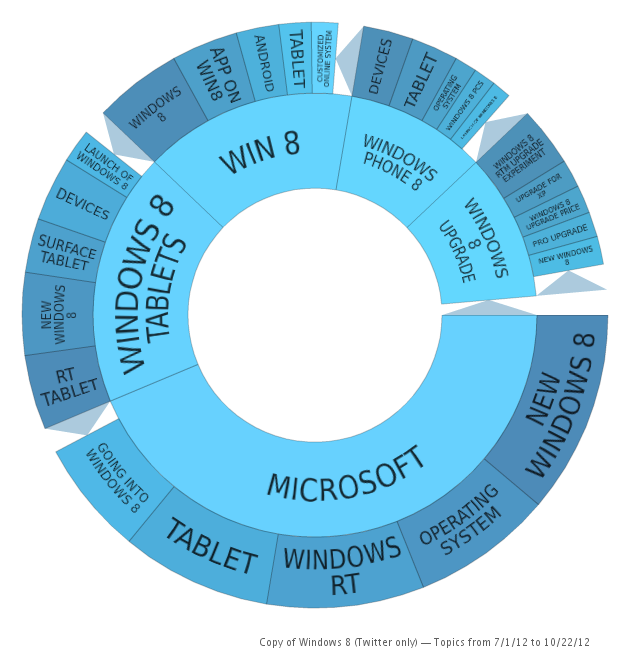 WIN 8
WINDOWS
PHONE 8
WINDOWS
8
UPGRADE
MICROSOFT
WINDOWS 8
TABLETS
WINDOWS
8
APP ON
WIN8
ANDROID
TABLET
CUSTOMIZED
ONLINE SYSTEM
DEVICES
TABLET
OPERATING
SYSTEM
WINDOWS 8 PCS
WINDOWS 8
RTM UPGRADE
EXPERIMENT
UPGRADE FOR
XP
WINDOWS 8
UPGRADE PRICE
PRO UPGRADE
NEW WINDOWS
8
NEW
WINDOWS 8
OPERATING
SYSTEM
WINDOWS
RT
TABLET
GOING INTO
WINDOWS 8
RT
TABLET
NEW
WINDOWS
8
SURFACE
TABLET
DEVICES
LAUNCH OF
WINDOWS 8
Copy of Windows 8 (Twitter only) — Topics from 7/1/12 to 10/22/12